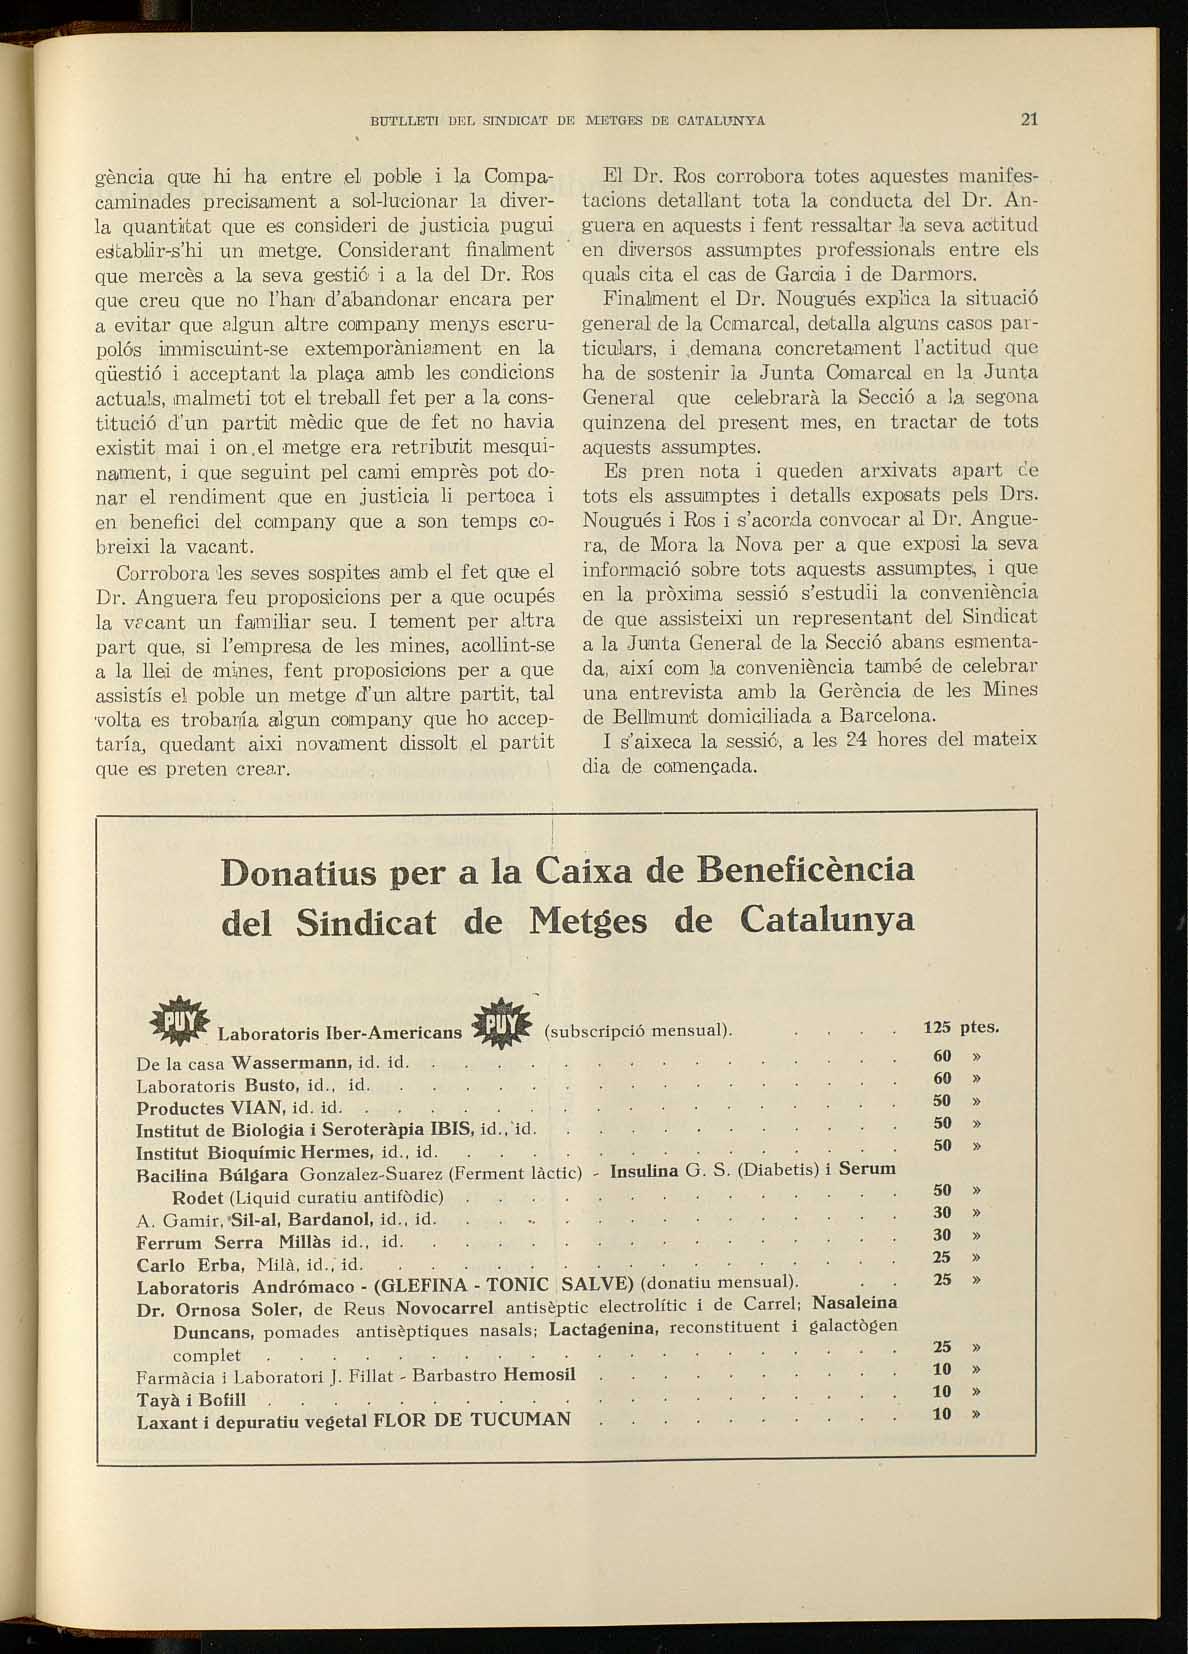 BUTLLETI DEL SINDICAT DE METGES DE CATALUNYA 21
gència que hi ha entre el poble i la Compa-
caminades precisament a sol-lucionar la diver-
la quantitat que es consideri de justicia pugui
establir-s'hi un metge. Considerant finalment
que mercès a la seva gestió i a la del Dr. Ros
que creu que no l'han d'abandonar encara per
a evitar que algun altre company menys escru-
polós immiscuint-se extemporàniament en la
qüestió i acceptant la plaça amb les condicions
actuals, malmeti tot el treball fet per a la cons-
titució d'un partit mèdic que de fet no havia
existit mai i on el metge era retribuit mesqui-
nament, i que seguint pel cami emprès pot do-
nar el rendiment que en justicia li pertoca i
en benefici del company que a son temps co-
breixi la vacant.
Corrobora les seves sospites amb el fet que el
Dr. Anguera feu proposicions per a que ocupés
la vacant un familiar seu. I tement per altra
part que, si l'empresa de les mines, acollint-se
a la llei de mines, fent proposicions per a que
assistís el poble un metge d'un altre partit, tal
volta es trobaría algun company que ho accep-
taría, quedant aixi novament dissolt el partit
que es preten crear.
El Dr. Ros corrobora totes aquestes manifes-
tacions detallant tota la conducta del Dr. An-
guera en aquests i fent ressaltar la seva actitud
en diversos assumptes professionals entre els
quals cita el cas de Garcia i de Darmors.
Finalment el Dr. Nougués explica la situació
general de la Comarcal, detalla alguns casos par-
ticulars, i demana concretament l'actitud que
ha de sostenir la Junta Comarcal en la Junta
General que celebrarà la Secció a la segona
quinzena del present mes, en tractar de tots
aquests assumptes.
Es pren nota i queden arxivats apart de
tots els assumptes i detalls exposats pels Drs.
Nougués i Ros i s'acorda convocar al Dr. Angue-
ra, de Mora la Nova per a que exposi la seva
informació sobre tots aquests assumptes, i que
en la pròxima sessió s'estudii la conveniència
de que assisteixi un representant del Sindicat
a la Junta General de la Secció abans esmenta-
da, així com la conveniència també de celebrar
una entrevista amb la Gerència de les Mines
de Bellmunt domiciliada a Barcelona.
I s'aixeca la sessió, a les 24 hores del mateix
dia de començada.
Donatius per a la Caixa de Beneficència
del Sindicat de Metges de Catalunya
PUY Laboratoris Iber-Americans PUY (subscripció mensual). . . . . 125 ptes.
De la casa Wassermann, id. id. . . . . . . . . . . . . . . . 60 »
Laboratoris Busto, id., id. . . . . . . . . . . . . . . . . 60 »
Productes VIAN, id. id. . . . . . . . . . . . . . . . . . 50 »
Institut de Biologia i Seroteràpia IBIS, id., id. . . . . . . . . . . . 50 »
Institut Bioquímic Hermes, id., id. . . . . . . . . . . . . . . 50 »
Bacilina Búlgara Gonzalez-Suarez (Ferment làctic) - Insulina G. S. (Diabetis) i Serum
Rodet (Liquid curatiu antifòdic) . . . . . . . . . . . . . . 50 »
A. Gamir, Sil-al, Bardanol, id., id. . . . . . . . . . . . . . . 30 »
Ferrum Serra Millàs id., id. . . . . . . . . . . . . . . . 30 »
Carlo Erba, Milà, id., id. . . . . . . . . . . . . . . . . 25 »
Laboratoris Andrómaco - (GLEFINA - TONIC SALVE) (donatiu mensual). . . 25 »
Dr. Ornosa Soler, de Reus Novocarrel antisèptic electrolític i de Carrel; Nasaleina
Duncans, pomades antisèptiques nasals; Lactagenina, reconstituent i galactògen
complet . . . . . . . . . . . . . . . . . . . . 25 »
Farmàcia i Laboratori J. Fillat - Barbastro Hemosil . . . . . . . . . . 10 »
Tayà i Bofill . . . . . . . . . . . . . . . . . . . . 10 »
Laxant i depuratiu vegetal FLOR DE TUCUMAN . . . . . . . . . . 10 »